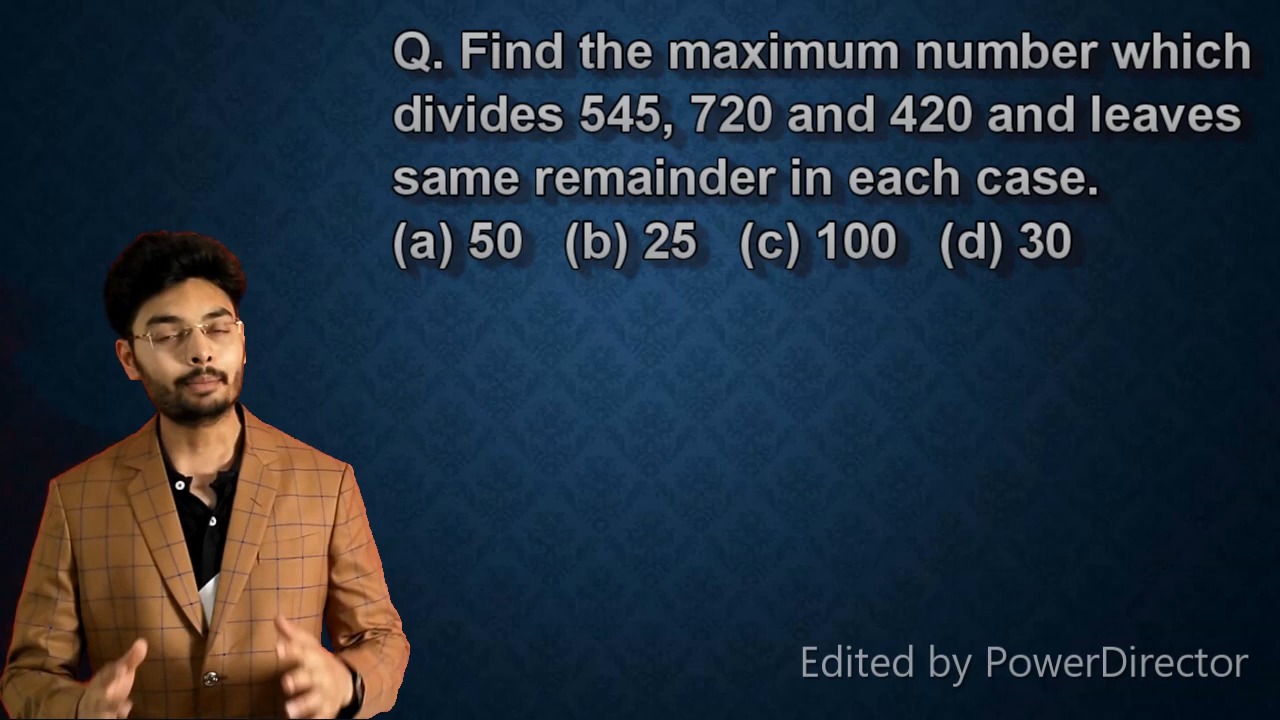 Q. Find the maximum number which
divides 545, 720 and 420 and leaves
same remainder in each case.
(a) 50 (b) 25 (c) 100 (d) 30
Edited by PowerDirector